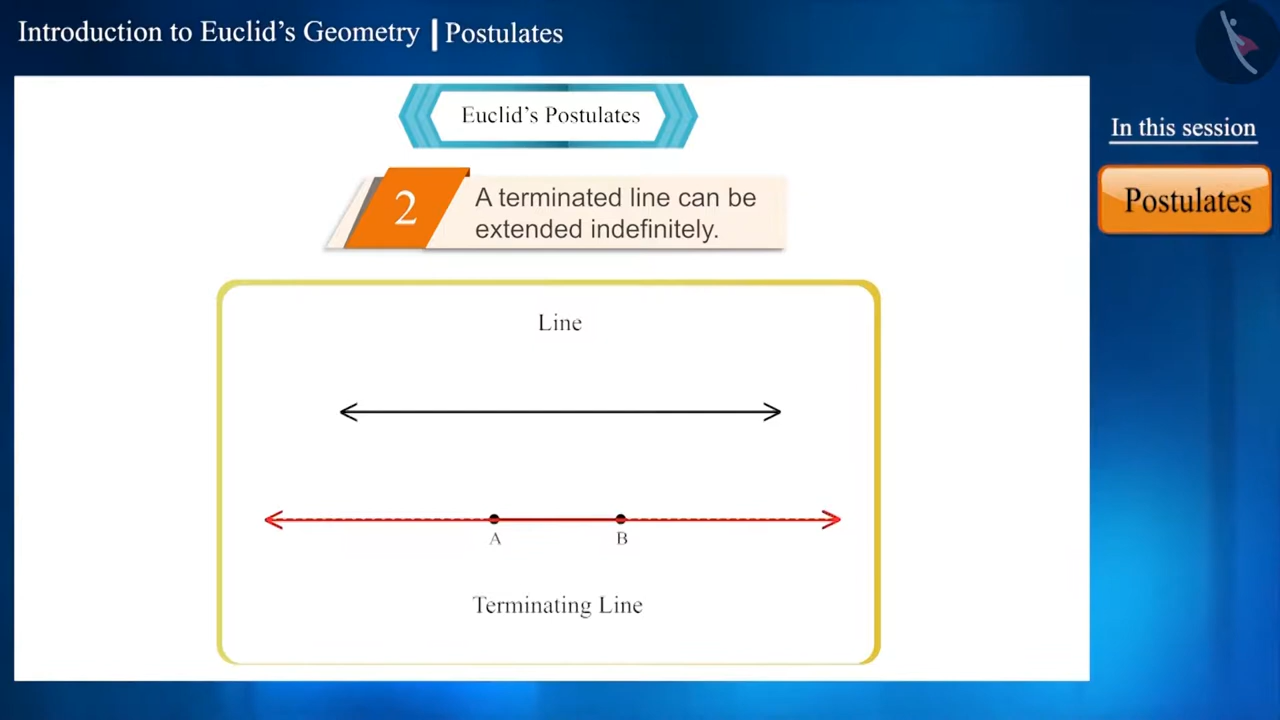 Introduction to Euclid's Geometry | Postulates
In this session
Postulates
Euclid's Postulates
2
A terminated line can be
extended indefinitely.
Line
A
B
Terminating Line